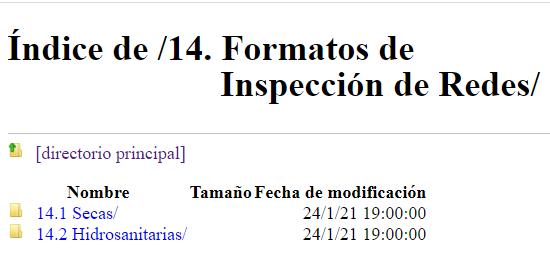 Índice de /14. Formatos de
Inspección de Redes/
[directorio principal]
Nombre Tamaño Fecha de modificación
14.1 Secas/ 24/1/21 19:00:00
14.2 Hidrosanitarias/ 24/1/21 19:00:00